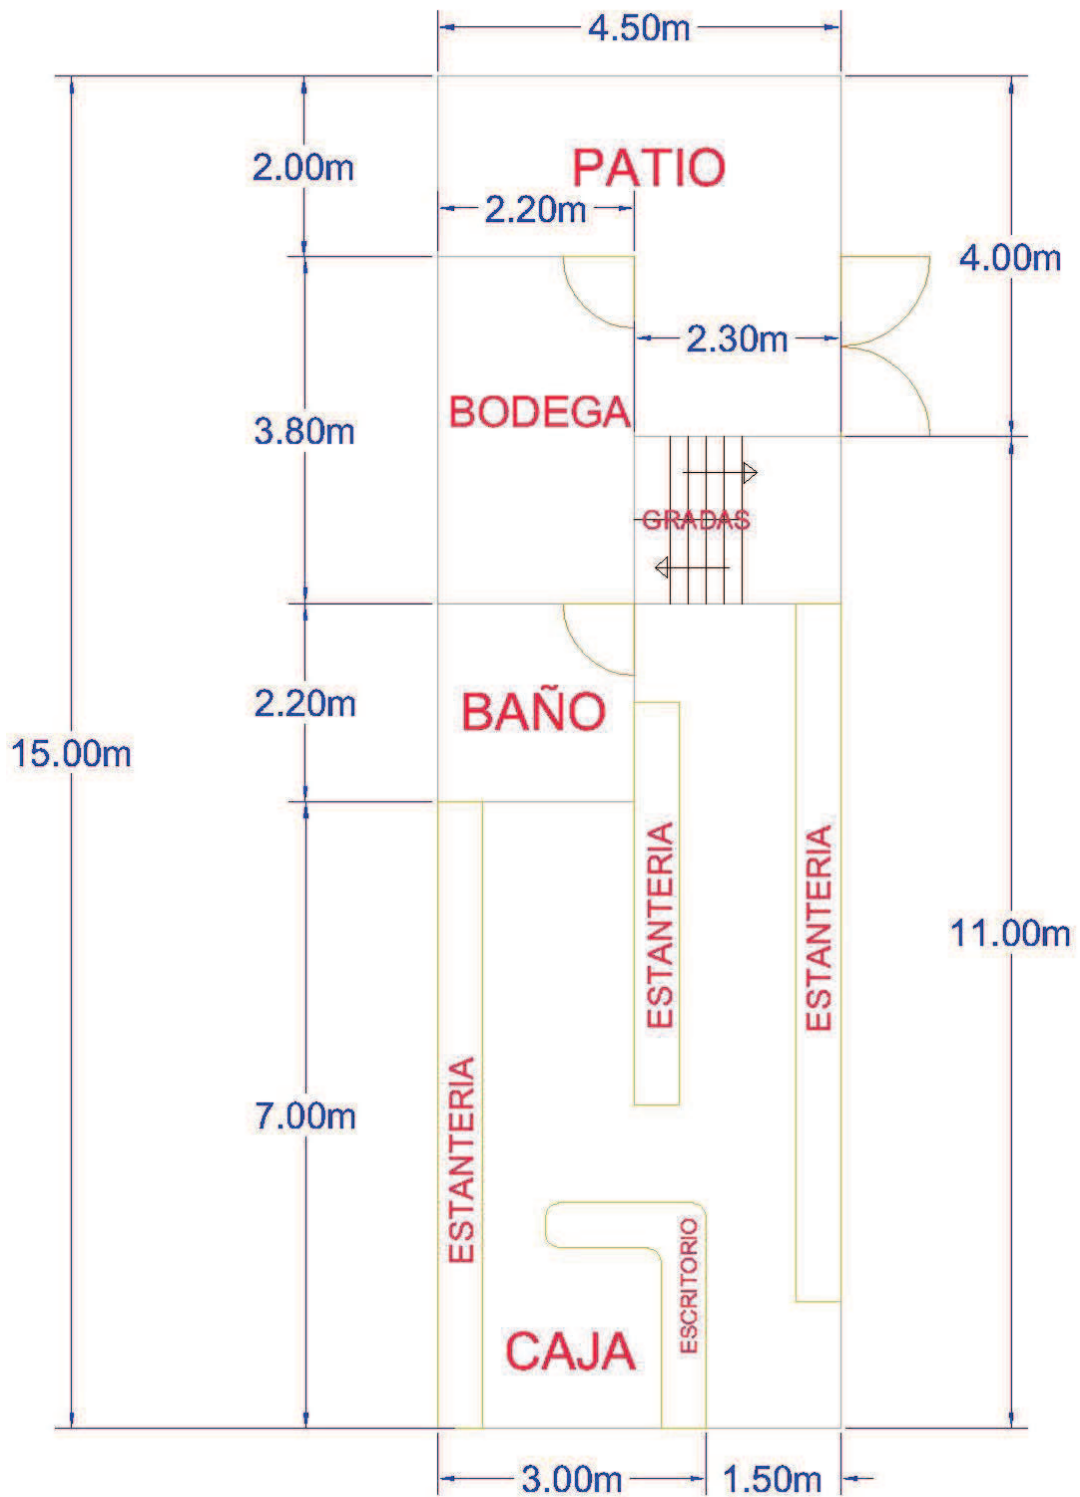 4.50m
2.00m
PATIO
2.20m
4.00m
2.30m
BODEGA
3.80m
GRADAS
2.20m
BAÑO
15.00m
ESTANTERIA
ESTANTERIA
11.00m
7.00m
ESTANTERIA
ESCRITORIO
CAJA
3.00m
1.50m